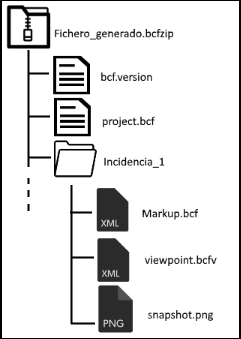 Fichero_generado.bcfzip
bcf.version
project.bcf
Incidencia_1
Markup.bcf
XML
viewpoint.bcfv
XML
snapshot.png
PNG